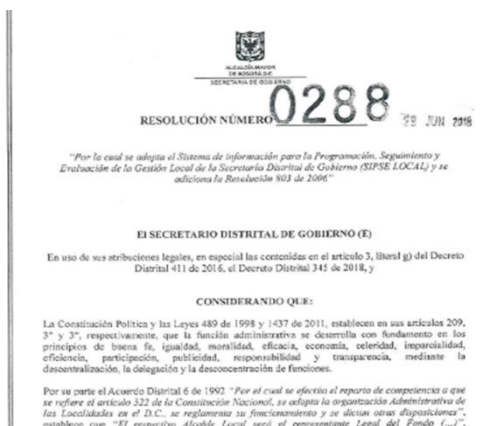 ALCALDÍA MAYOR
DE BOGOTÁ D.C.
SECRETARÍA DE GOBIERNO
RESOLUCIÓN NÚMERO 0288 JUN 2018
"Por la cual se adopta el Sistema de información para la Programación, Seguimiento y
Evaluación de la Gestión Local de la Secretaría Distrital de Gobierno (SIPSE LOCAL) y se
adiciona la Resolución 803 de 2006"
El SECRETARIO DISTRITAL DE GOBIERNO (E)
En uso de sus atribuciones legales, en especial las contenidas en el artículo 3, literal g) del Decreto
Distrital 411 de 2016, el Decreto Distrital 345 de 2018, y
CONSIDERANDO QUE:
La Constitución Política y las Leyes 489 de 1998 y 1437 de 2011, establecen en sus artículos 209,
3° y 3°, respectivamente, que la función administrativa se desarrolla con fundamento en los
principios de buena fe, igualdad, moralidad, eficacia, economía, celeridad, imparcialidad,
eficiencia, participación, publicidad, responsabilidad y transparencia, mediante la
descentralización, la delegación y la desconcentración de funciones.
Por su parte el Acuerdo Distrital 6 de 1992 "Por el cual se efectúa el reparto de competencia a que
se refiere el artículo 322 de la Constitución Nacional, se adopta la organización Administrativa de
las Localidades en el D.C., se reglamenta su funcionamiento y se dictan otras disposiciones",
establece que "El respectivo Alcalde Local será el representante Legal del Fondo (...)"